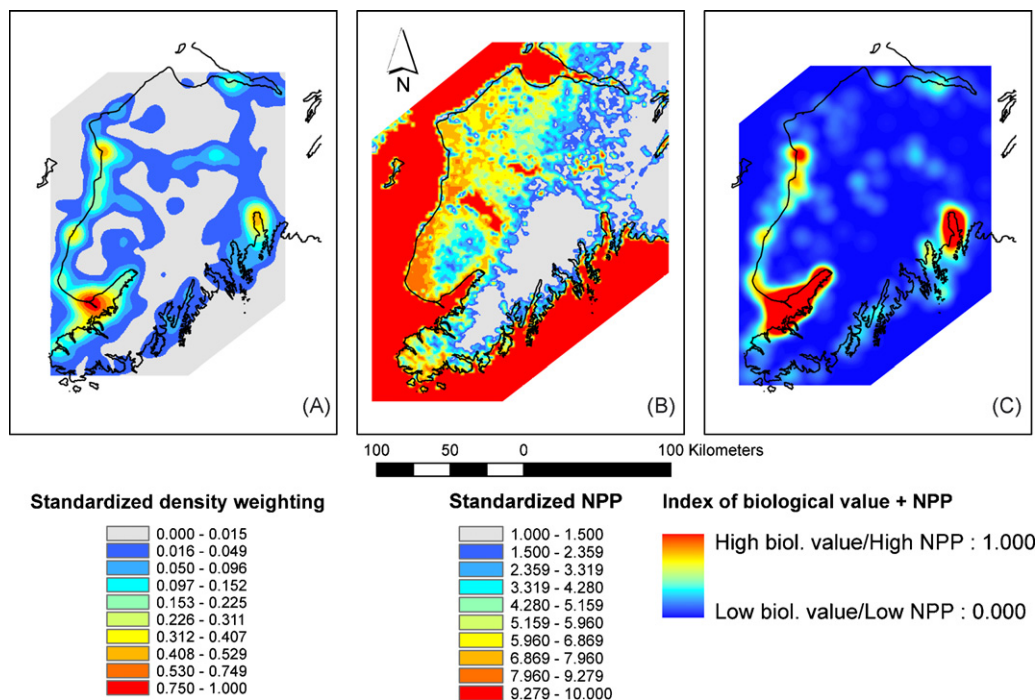 N
(A)
(B)
(C)
100 50 0 100 Kilometers
Standardized density weighting
0.000 - 0.015
0.016 - 0.049
0.050 - 0.096
0.097 - 0.152
0.153 - 0.225
0.226 - 0.311
0.312 - 0.407
0.408 - 0.529
0.530 - 0.749
0.750 - 1.000
Standardized NPP
1.000 - 1.500
1.500 - 2.359
2.359 - 3.319
3.319 - 4.280
4.280 - 5.159
5.159 - 5.960
5.960 - 6.869
6.869 - 7.960
7.960 - 9.279
9.279 - 10.000
Index of biological value + NPP
High biol. value/High NPP : 1.000
Low biol. value/Low NPP : 0.000